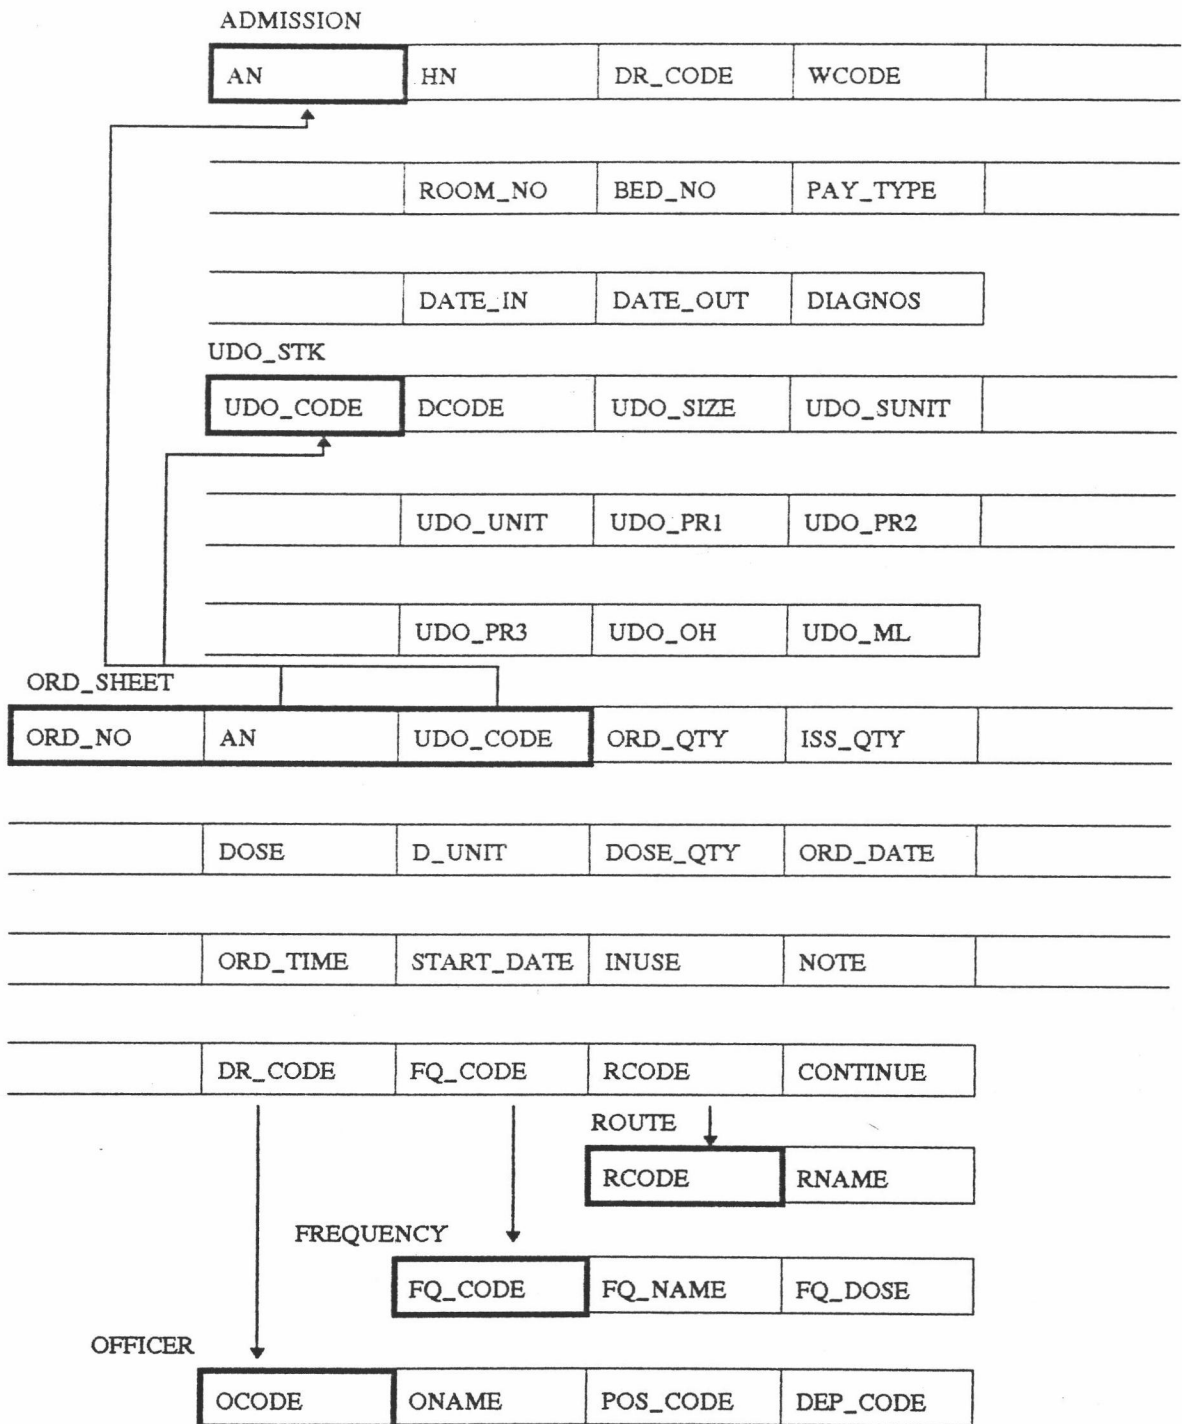 ADMISSION
AN HN DR_CODE WCODE
ROOM_NO BED_NO PAY_TYPE
DATE_IN DATE_OUT DIAGNOS
UDO_STK
UDO_CODE DCODE UDO_SIZE UDO_SUNIT
UDO_UNIT UDO_PR1 UDO_PR2
UDO_PR3 UDO_OH UDO_ML
ORD_SHEET
ORD_NO AN UDO_CODE ORD_QTY ISS_QTY
DOSE D_UNIT DOSE_QTY ORD_DATE
ORD_TIME START_DATE INUSE NOTE
DR_CODE FQ_CODE RCODE CONTINUE
ROUTE
RCODE RNAME
FREQUENCY
FQ_CODE FQ_NAME FQ_DOSE
OFFICER
OCODE ONAME POS_CODE DEP_CODE